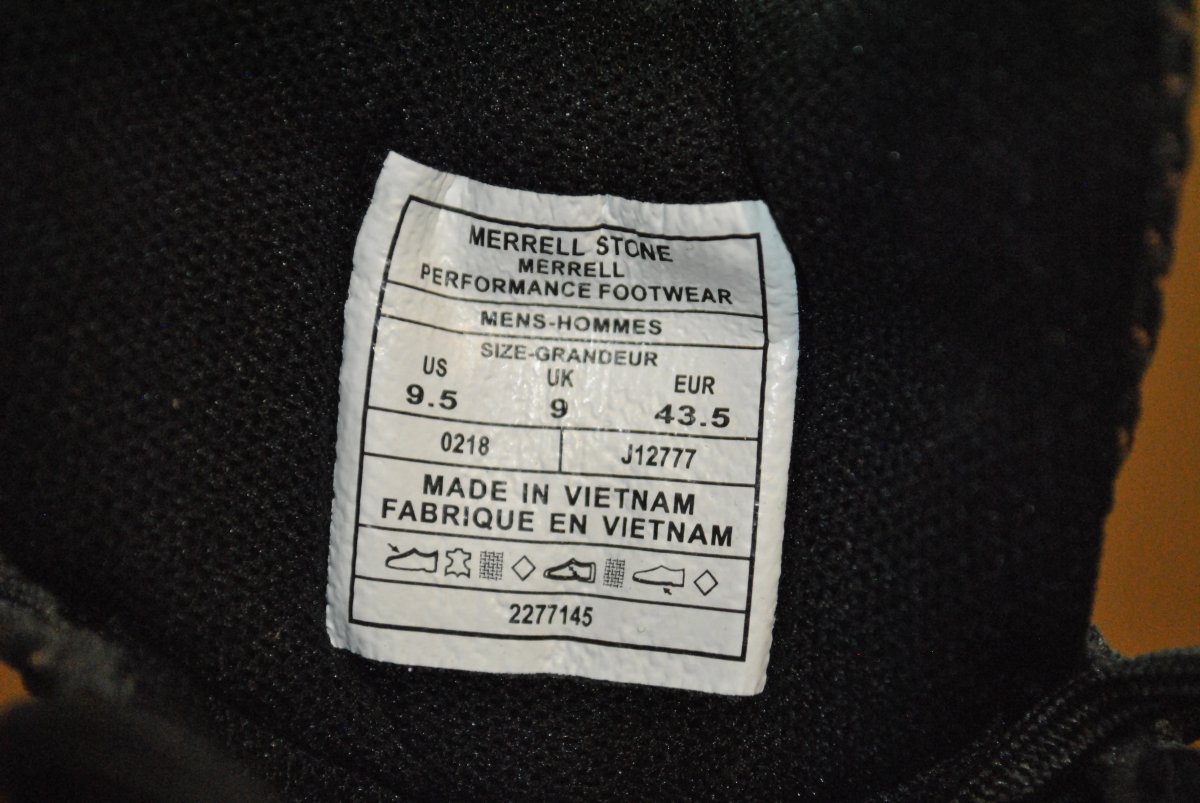 MERRELL STONE
MERRELL
PERFORMANCE FOOTWEAR
MENS-HOMMES
SIZE-GRANDEUR
US UK EUR
9.5 9 43.5
0218 J12777
MADE IN VIETNAM
FABRIQUE EN VIETNAM
2277145